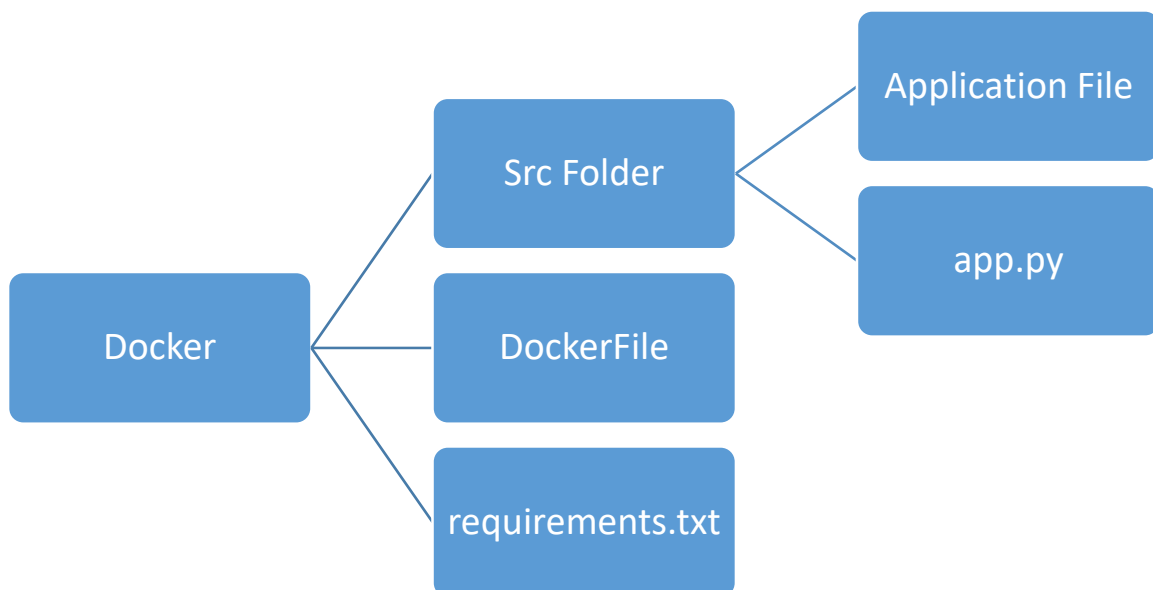 Docker
Src Folder
Application File
app.py
DockerFile
requirements.txt